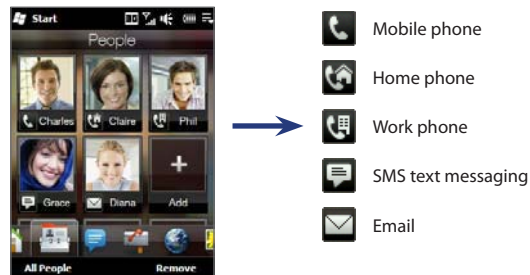 Start
People
Charles
Claire
Phil
Grace
Diana
Add
All People
Remove
Mobile phone
Home phone
Work phone
SMS text messaging
Email